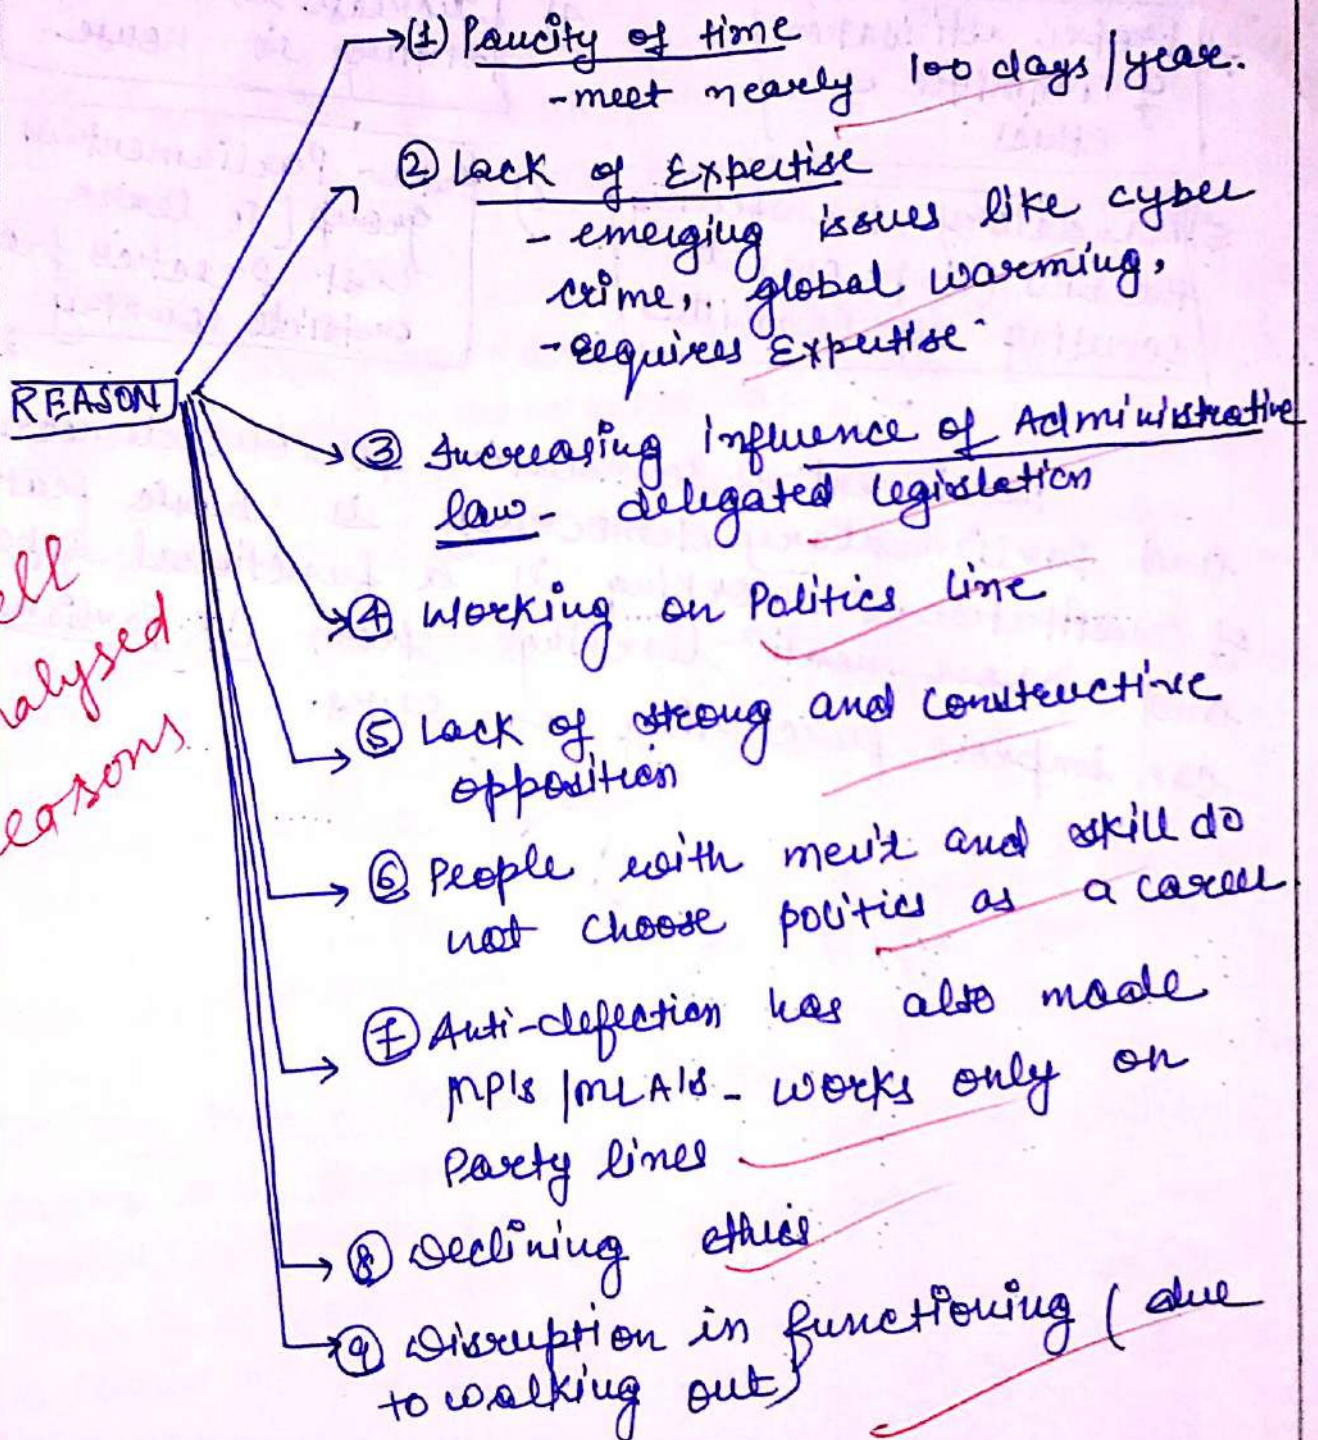 (1) Paucity of time
- meet nearly 100 days/year.
② Lack of Expertise
- emerging issues like cyber
crime, global warming,
- requires Expertise
REASON
③ Increasing influence of Administrative
law - delegated legislation
④ Working on Politics line
⑤ Lack of strong and constructive
opposition
⑥ People with merit and skill do
not choose politics as a career
⑦ Anti-defection has also made
MP's/MLA's - works only on
Party lines
⑧ Declining ethics
⑨ Disruption in functioning (due
to walking out)